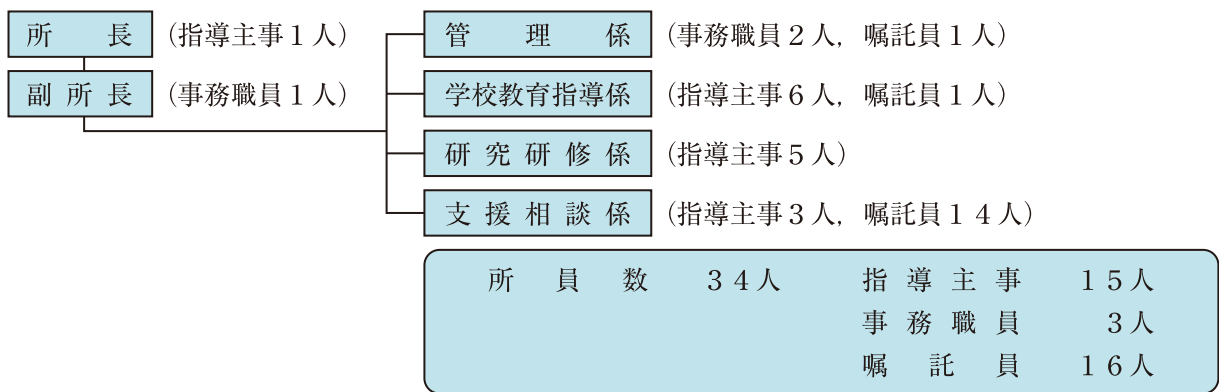 所長 (指導主事1人)
副所長 (事務職員1人)
管理係 (事務職員2人，嘱託員1人)
学校教育指導係 (指導主事6人，嘱託員1人)
研究研修係 (指導主事5人)
支援相談係 (指導主事3人，嘱託員14人)
所員数 34人 指導主事 15人
事務職員 3人
嘱託員 16人